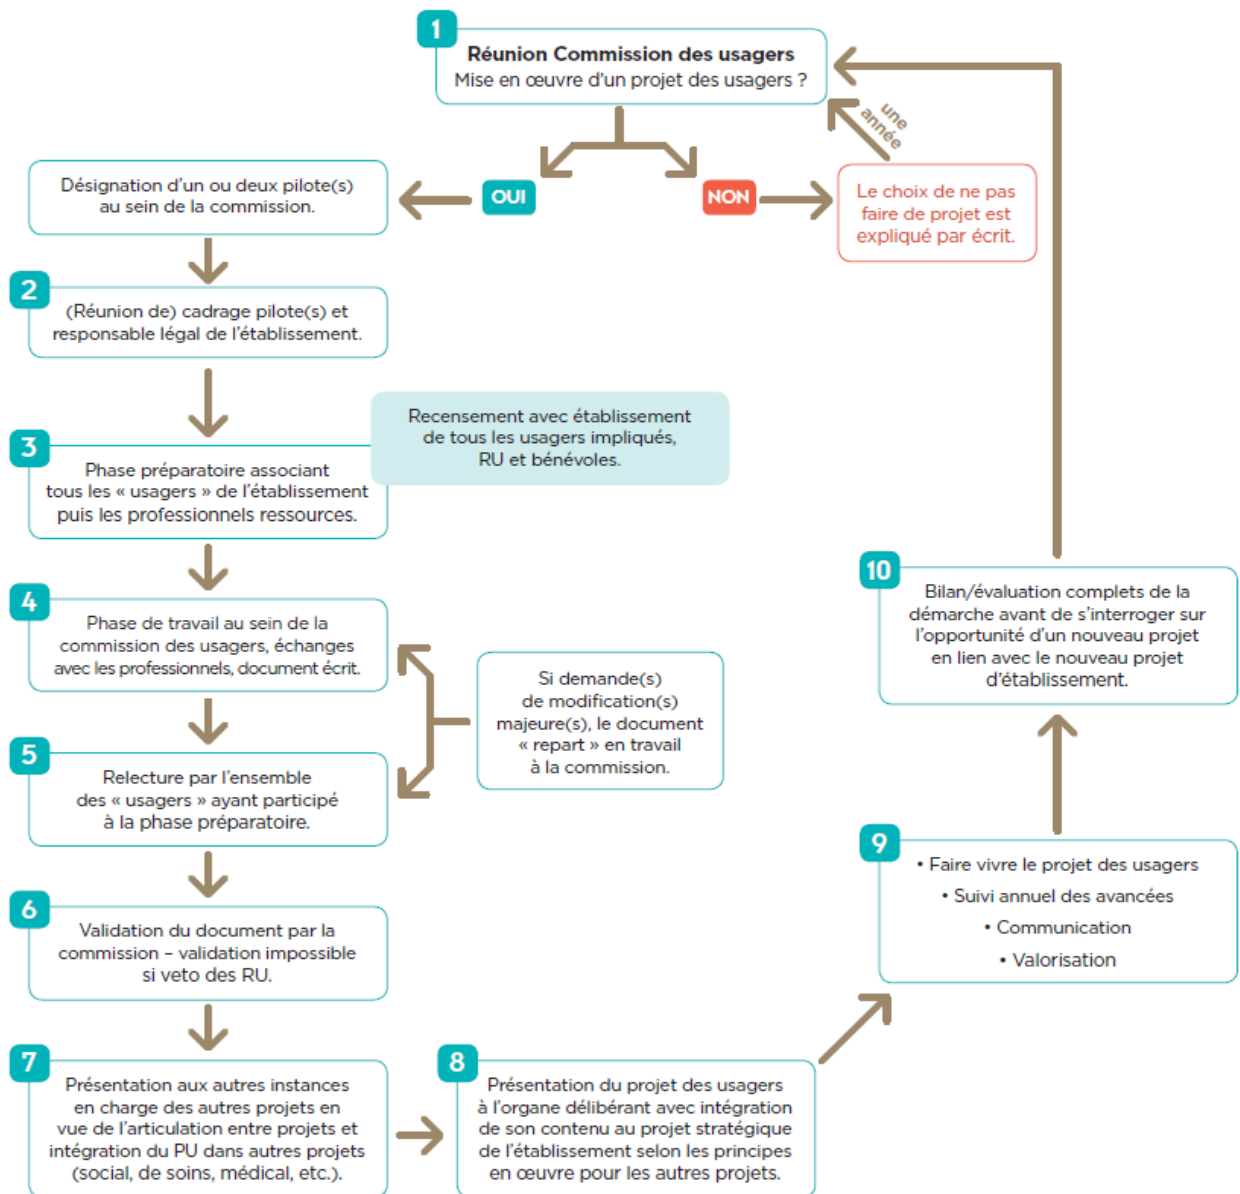 1
Réunion Commission des usagers
Mise en œuvre d'un projet des usagers ?
une
année
OUI
NON
Désignation d'un ou deux pilote(s)
au sein de la commission.
Le choix de ne pas
faire de projet est
expliqué par écrit.
2
(Réunion de) cadrage pilote(s) et
responsable légal de l'établissement.
Recensement avec établissement
de tous les usagers impliqués,
RU et bénévoles.
3
Phase préparatoire associant
tous les « usagers » de l'établissement
puis les professionnels ressources.
4
Phase de travail au sein de la
commission des usagers, échanges
avec les professionnels, document écrit.
Si demande(s)
de modification(s)
majeure(s), le document
« repart » en travail
à la commission.
5
Relecture par l'ensemble
des « usagers » ayant participé
à la phase préparatoire.
6
Validation du document par la
commission – validation impossible
si veto des RU.
7
Présentation aux autres instances
en charge des autres projets en
vue de l'articulation entre projets et
intégration du PU dans autres projets
(social, de soins, médical, etc.).
8
Présentation du projet des usagers
à l'organe délibérant avec intégration
de son contenu au projet stratégique
de l'établissement selon les principes
en œuvre pour les autres projets.
9
• Faire vivre le projet des usagers
• Suivi annuel des avancées
• Communication
• Valorisation
10
Bilan/évaluation complets de la
démarche avant de s'interroger sur
l'opportunité d'un nouveau projet
en lien avec le nouveau projet
d'établissement.